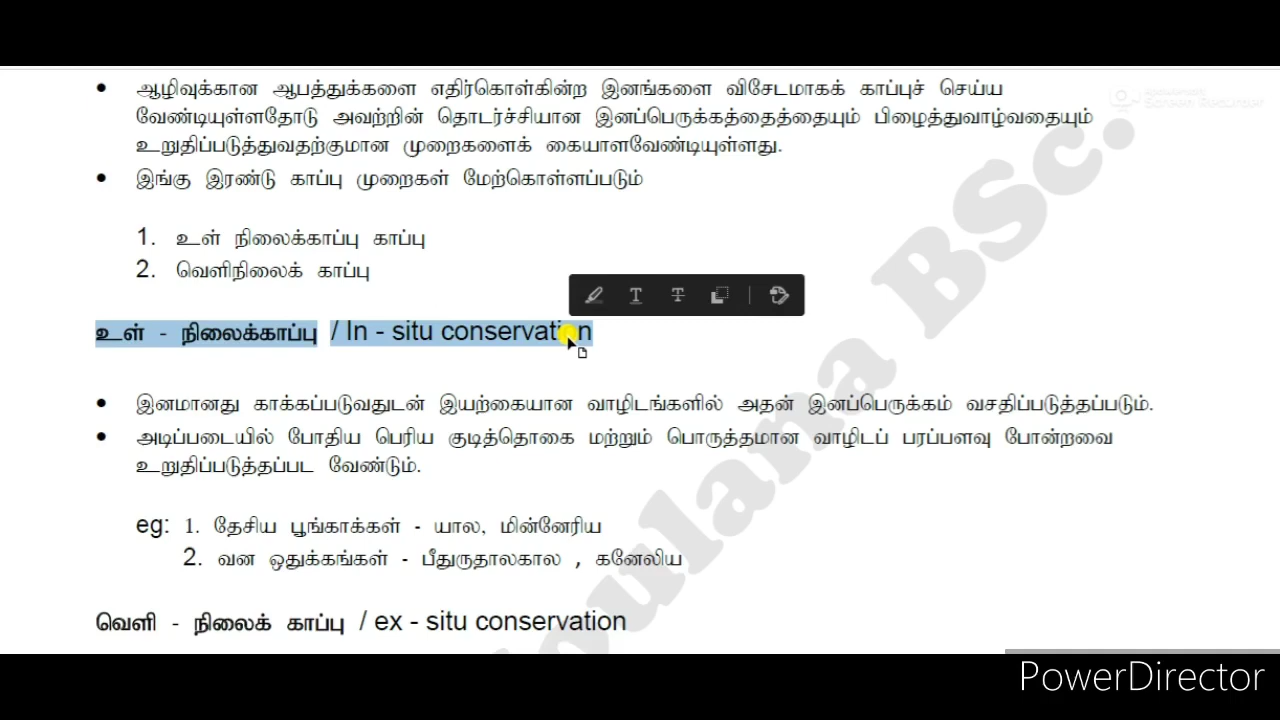 • ஆழிவுக்கான ஆபத்துக்களை எதிர்கொள்கின்ற இனங்களை விசேடமாகக் காப்புச் செய்ய
வேண்டியுள்ளதோடு அவற்றின் தொடர்ச்சியான இனப்பெருக்கத்தைத்தையும் பிழைத்துவாழ்வதையும்
உறுதிப்படுத்துவதற்குமான முறைகளைக் கையாளவேண்டியுள்ளது.
• இங்கு இரண்டு காப்பு முறைகள் மேற்கொள்ளப்படும்
1. உள் நிலைக்காப்பு காப்பு
2. வெளிநிலைக் காப்பு
உள் - நிலைக்காப்பு / In - situ conservation
• இனமானது காக்கப்படுவதுடன் இயற்கையான வாழிடங்களில் அதன் இனப்பெருக்கம் வசதிப்படுத்தப்படும்.
• அடிப்படையில் போதிய பெரிய குடித்தொகை மற்றும் பொருத்தமான வாழிடப் பரப்பளவு போன்றவை
உறுதிப்படுத்தப்பட வேண்டும்.
eg: 1. தேசிய பூங்காக்கள் - யால, மின்னேரிய
2. வன ஒதுக்கங்கள் - பீதுருதாலகால , கனேலிய
வெளி - நிலைக் காப்பு / ex - situ conservation
BSc.
Screen Recorder
PowerDirector